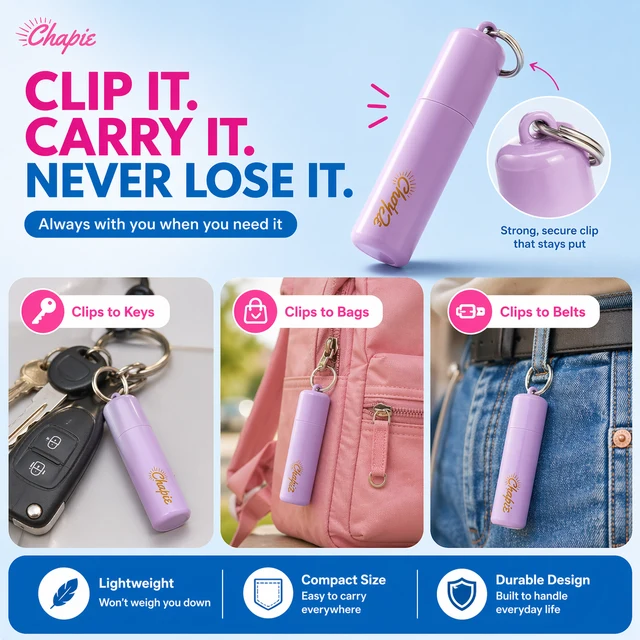 Chapie
CLIP IT.
CARRY IT.
NEVER LOSE IT.
Always with you when you need it
Chapie
Strong, secure clip
that stays put
Clips to Keys
Clips to Bags
Clips to Belts
Chapie
Chapie
Chapie
Lightweight
Won't weigh you down
Compact Size
Easy to carry
everywhere
Durable Design
Built to handle
everyday life